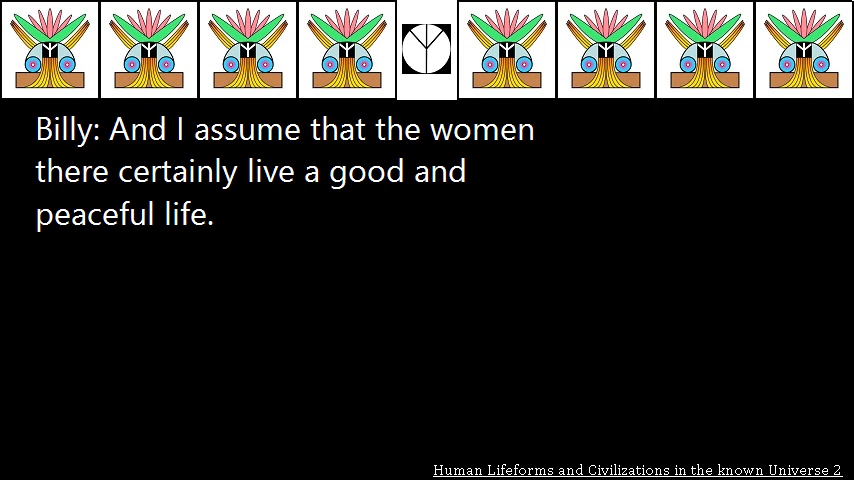 Billy: And I assume that the women
there certainly live a good and
peaceful life.
Human Lifeforms and Civilizations in the known Universe 2